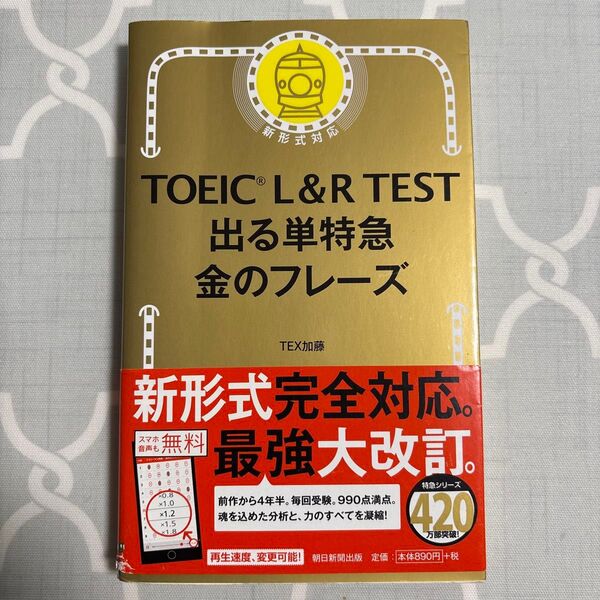 新形式対応
TOEIC® L&R TEST
出る単特急
金のフレーズ
TEX加藤
新形式完全対応。
スマホ
音声も
無料
最強大改訂。
×0.8
×1.0
×1.2
×1.5
×1.8
前作から4年半。毎回受験。990点満点。
魂を込めた分析と、力のすべてを凝縮!
特急シリーズ
420
万部突破!
再生速度、変更可能!
朝日新聞出版 定価:本体890円+税